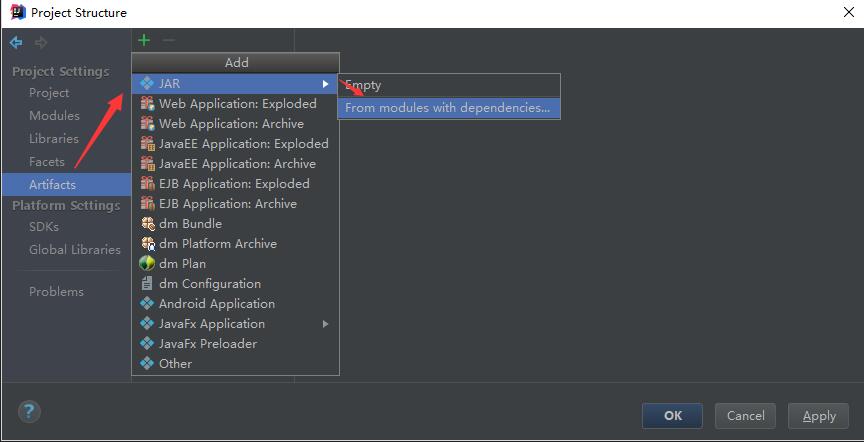 Project Structure
Project Settings
Project
Modules
Libraries
Facets
Artifacts
Platform Settings
SDKs
Global Libraries
Problems
Add
JAR
Web Application: Exploded
Web Application: Archive
JavaEE Application: Exploded
JavaEE Application: Archive
EJB Application: Exploded
EJB Application: Archive
dm Bundle
dm Platform Archive
dm Plan
dm Configuration
Android Application
JavaFx Application
JavaFx Preloader
Other
Empty
From modules with dependencies...
?
OK
Cancel
Apply